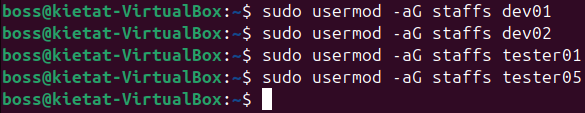 boss@kietat-VirtualBox:~$ sudo usermod -aG staffs dev01
boss@kietat-VirtualBox:~$ sudo usermod -aG staffs dev02
boss@kietat-VirtualBox:~$ sudo usermod -aG staffs tester01
boss@kietat-VirtualBox:~$ sudo usermod -aG staffs tester05
boss@kietat-VirtualBox:~$